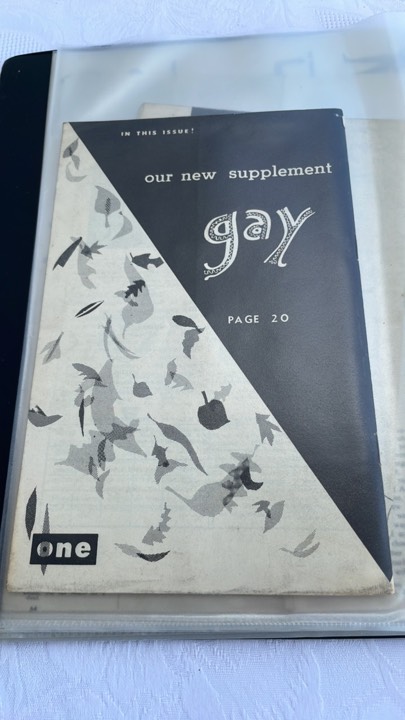 IN THIS ISSUE!
our new supplement
gay
PAGE 20
one